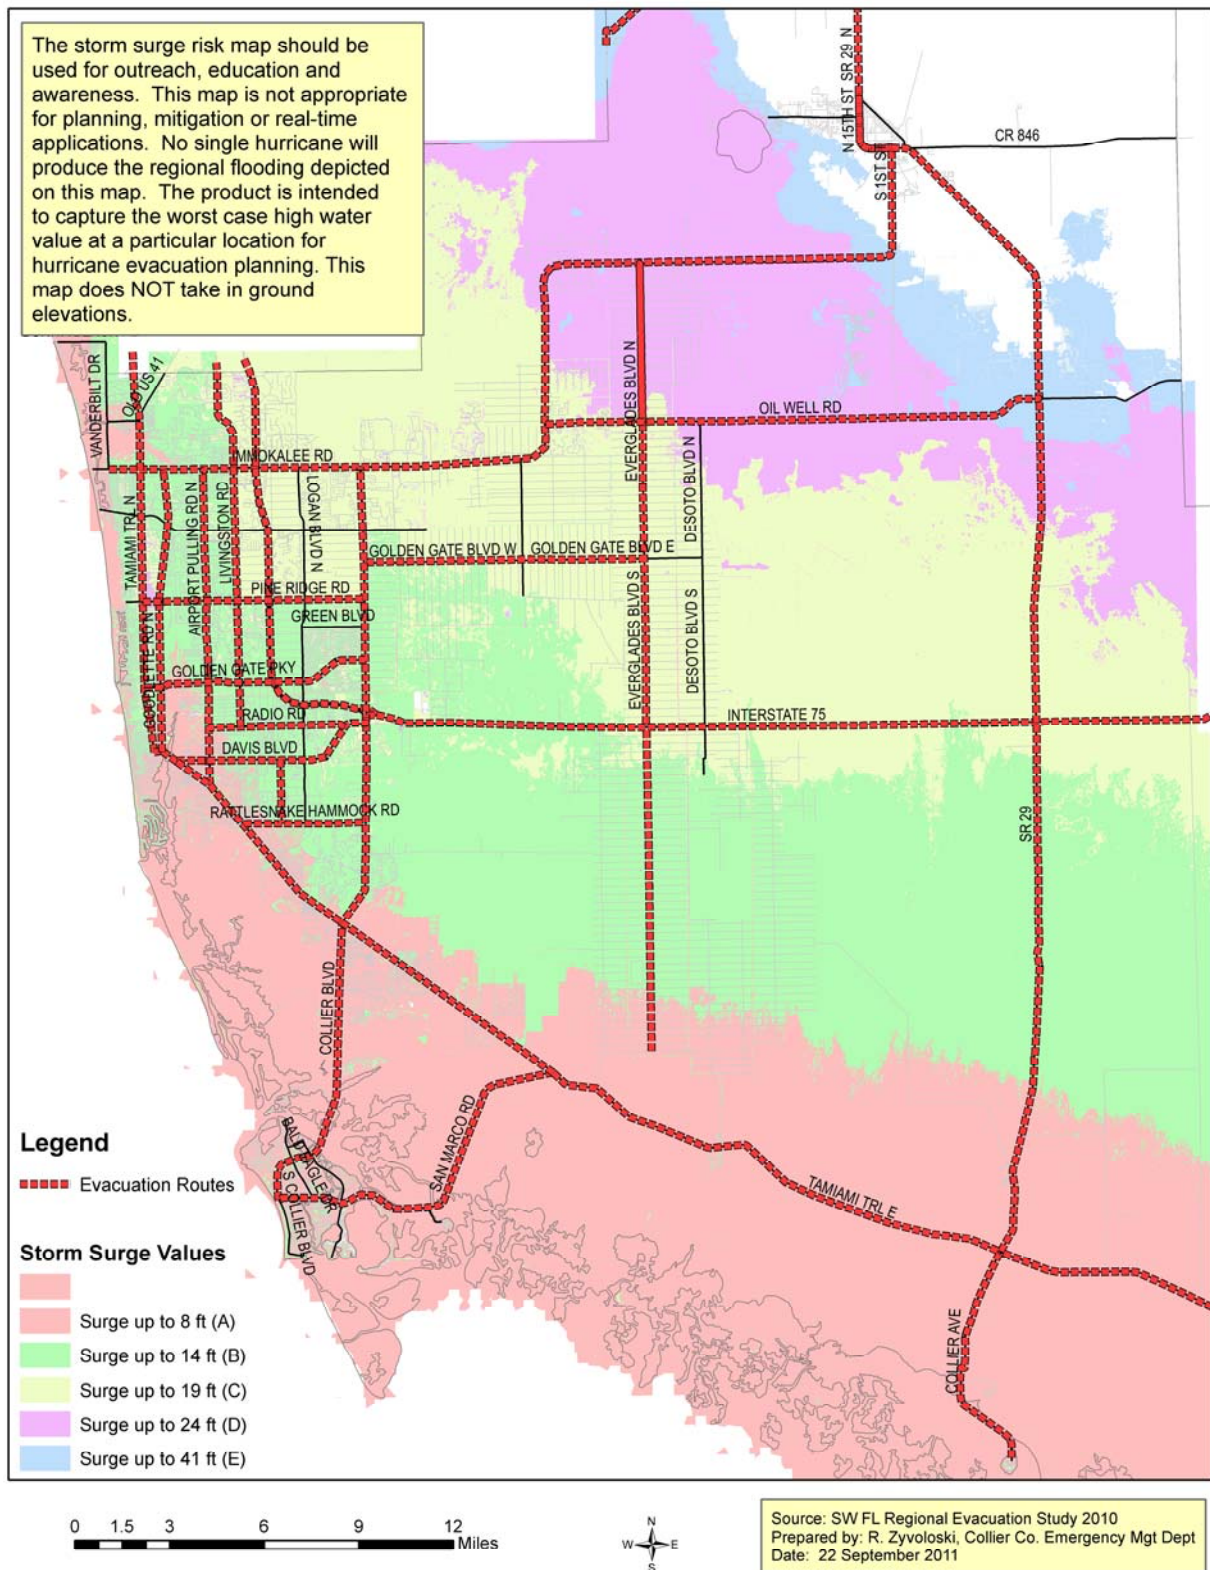 The storm surge risk map should be
used for outreach, education and
awareness. This map is not appropriate
for planning, mitigation or real-time
applications. No single hurricane will
produce the regional flooding depicted
on this map. The product is intended
to capture the worst case high water
value at a particular location for
hurricane evacuation planning. This
map does NOT take in ground
elevations.
SR 29 N
N 15TH ST
CR 846
S 1ST ST
VANDERBILT DR
OLD US 41
EVERGLADES BLVD N
OIL WELL RD
IMMOKALEE RD
TAMIAMI TRL N
AIRPORT PULLING RD N
LIVINGSTON RD
LOGAN BLVD N
DESOTO BLVD N
GOLDEN GATE BLVD W
GOLDEN GATE BLVD E
PINE RIDGE RD
GREEN BLVD
GOODLETTE RD N
GOLDEN GATE PKY
EVERGLADES BLVD S
DESOTO BLVD S
RADIO RD
INTERSTATE 75
DAVIS BLVD
RATTLESNAKE HAMMOCK RD
SR 29
COLLIER BLVD
BALD EAGLE DR
S COLLIER BLVD
SAN MARCO RD
TAMIAMI TRL E
COLLIER AVE
Legend
Evacuation Routes
Storm Surge Values
Surge up to 8 ft (A)
Surge up to 14 ft (B)
Surge up to 19 ft (C)
Surge up to 24 ft (D)
Surge up to 41 ft (E)
0 1.5 3 6 9 12
Miles
N
W E
S
Source: SW FL Regional Evacuation Study 2010
Prepared by: R. Zyvoloski, Collier Co. Emergency Mgt Dept
Date: 22 September 2011